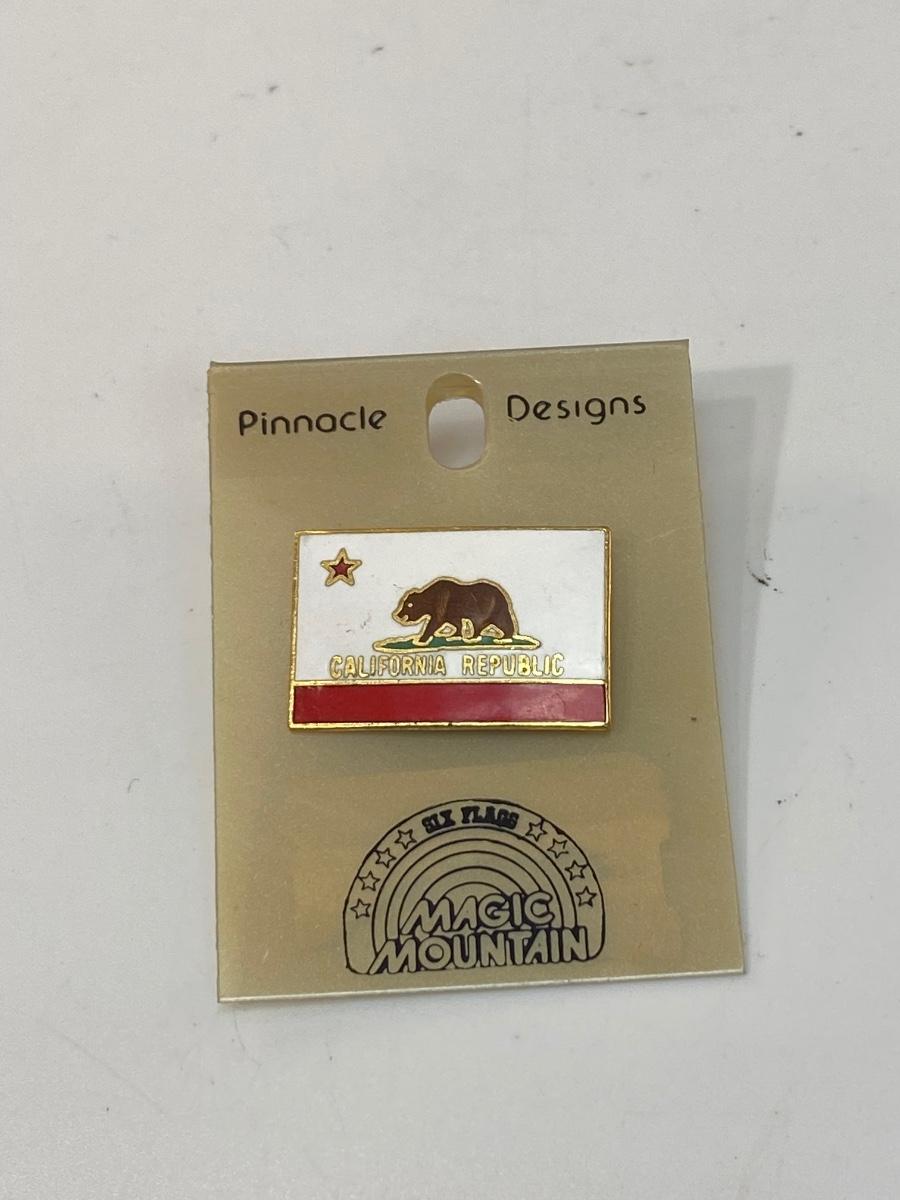 Pinnacle Designs
CALIFORNIA REPUBLIC
SIX FLAGS
MAGIC
MOUNTAIN